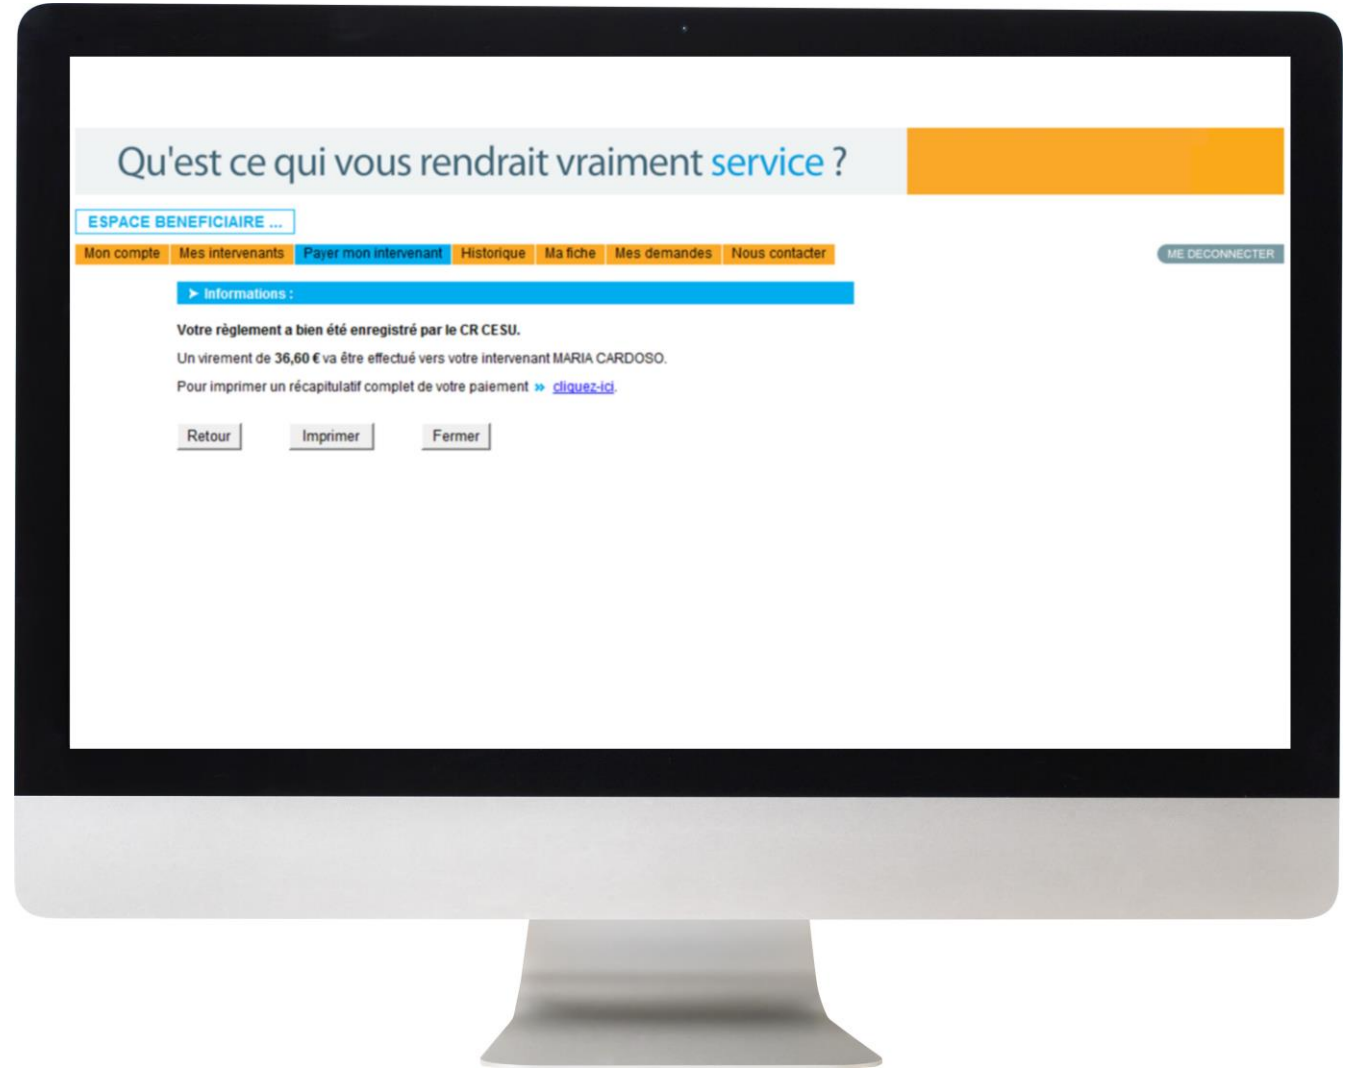 Qu'est ce qui vous rendrait vraiment service ?
ESPACE BENEFICIAIRE ...
Mon compte Mes intervenants Payer mon intervenant Historique Ma fiche Mes demandes Nous contacter ME DECONNECTER
➤ Informations :
Votre règlement a bien été enregistré par le CR CESU.
Un virement de 36,60 € va être effectué vers votre intervenant MARIA CARDOSO.
Pour imprimer un récapitulatif complet de votre paiement » cliquez-ici.
Retour Imprimer Fermer